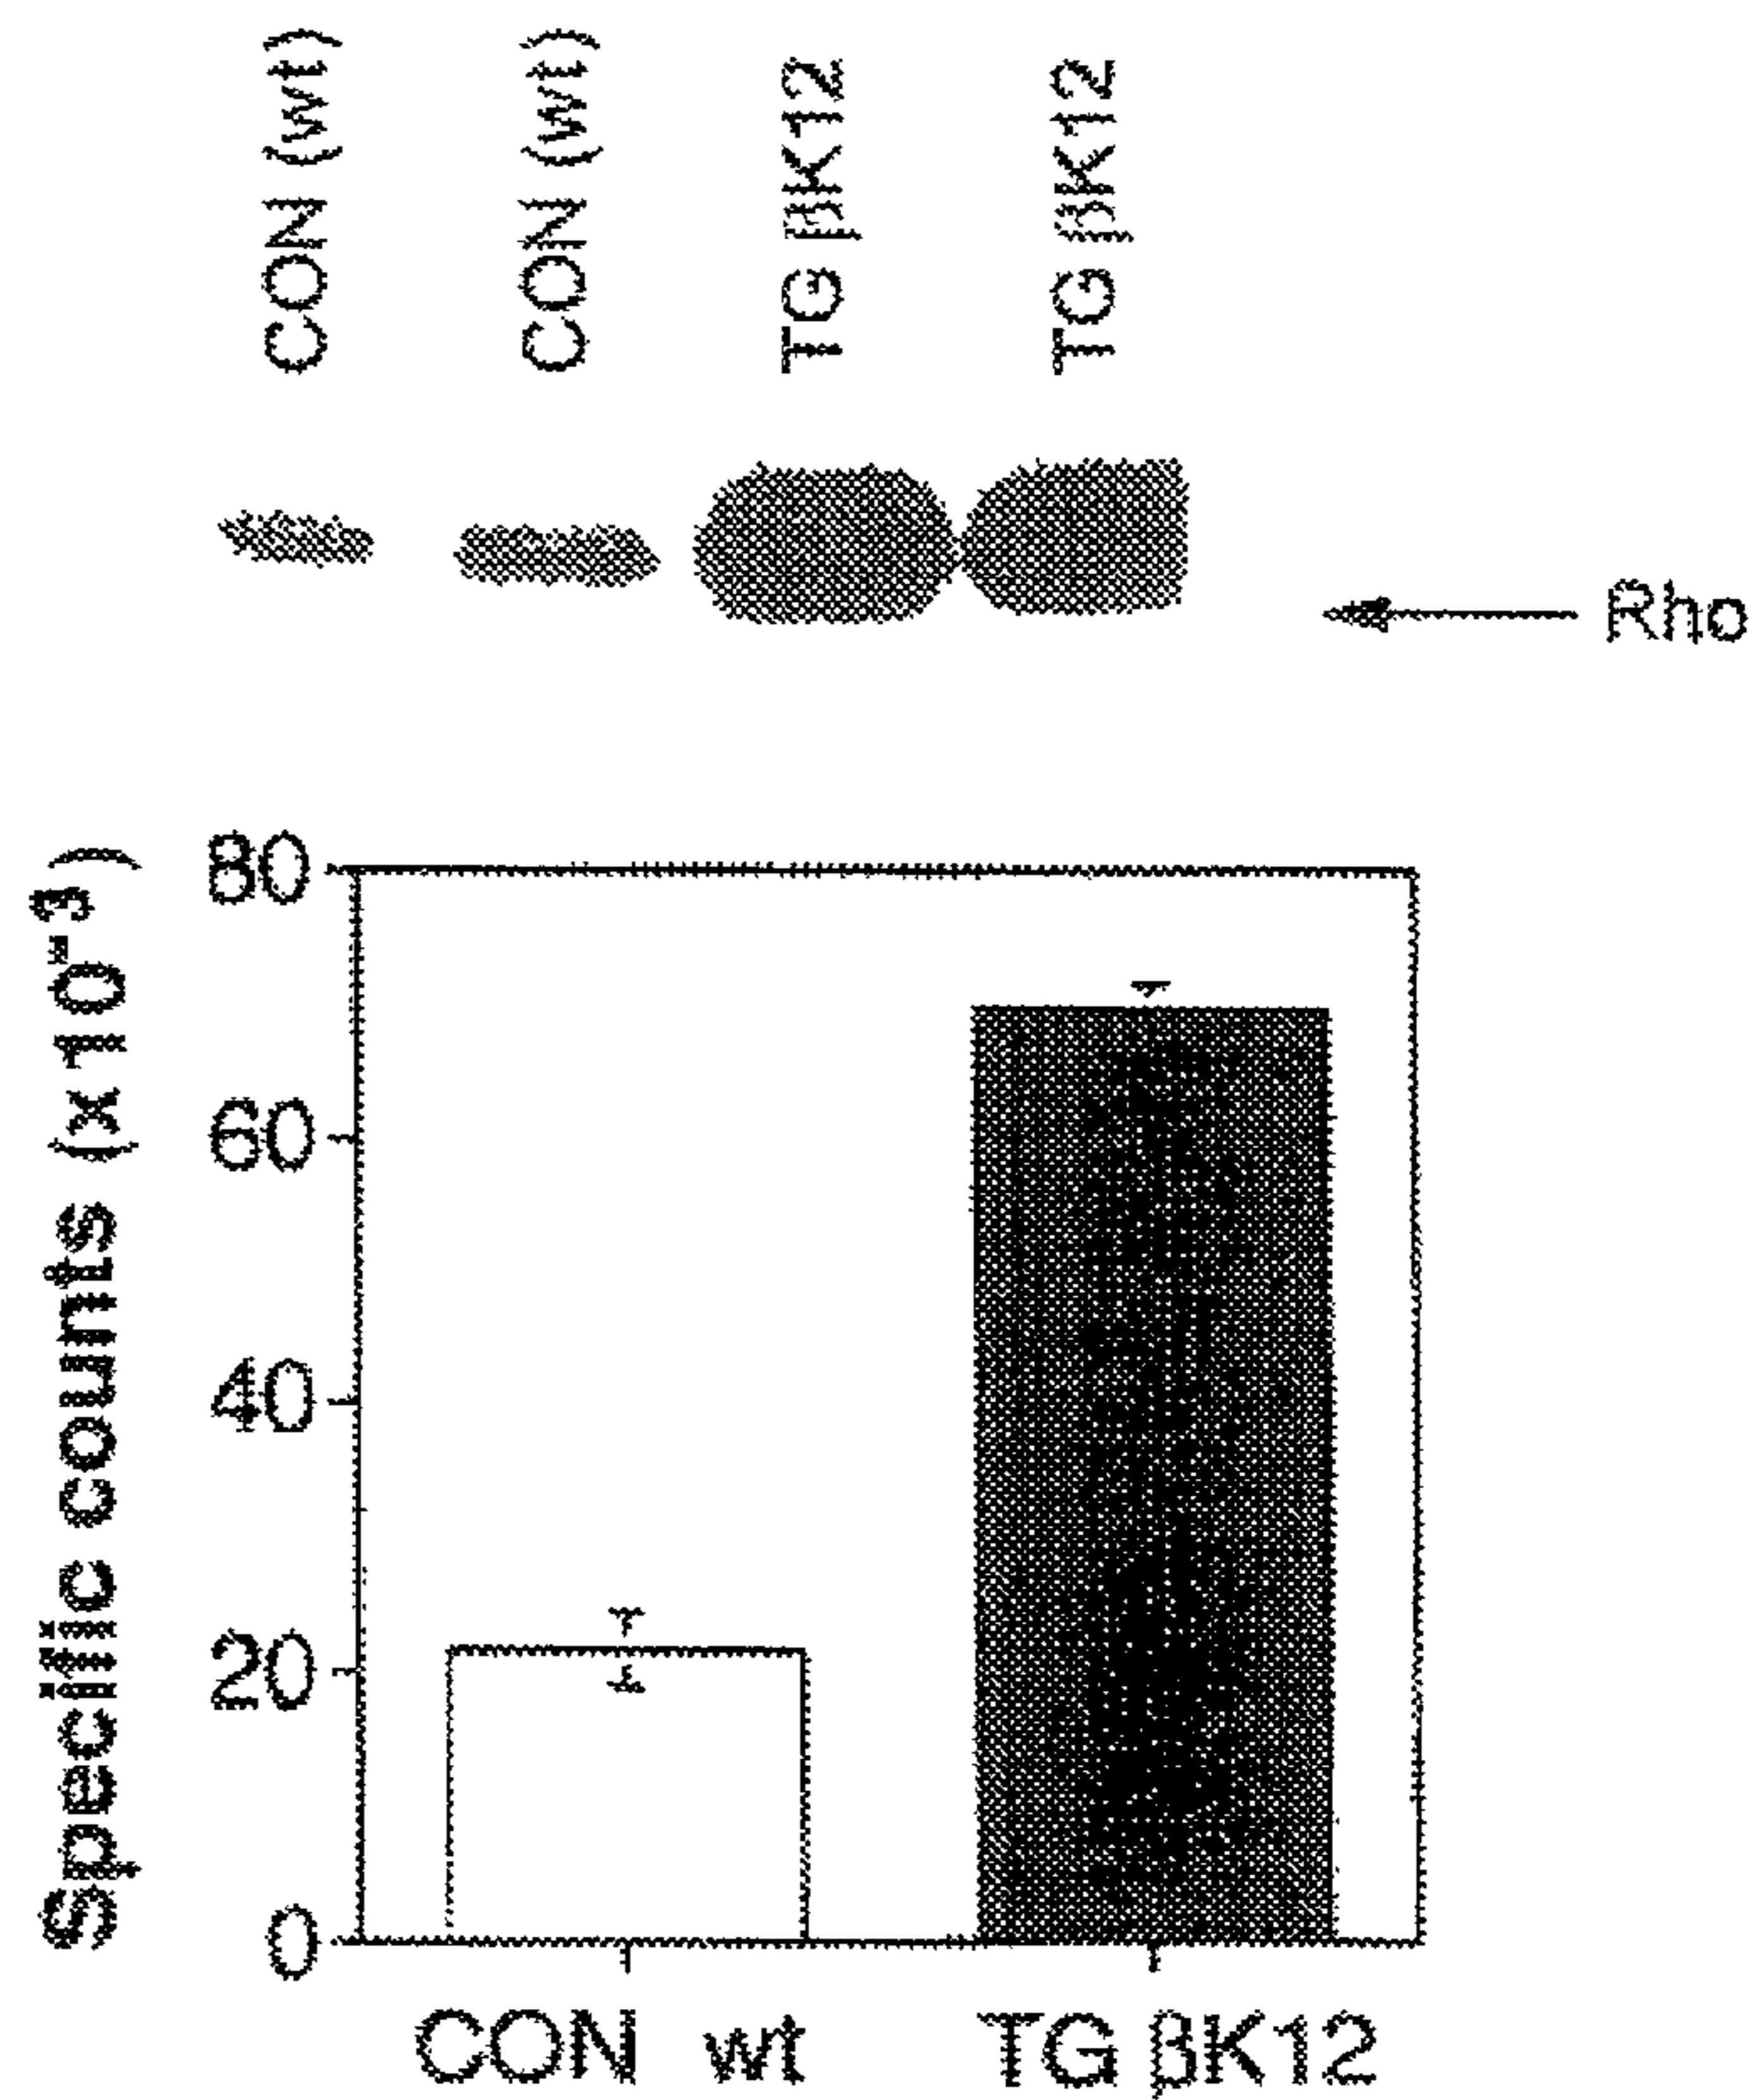 CON (wt)
CON (wt)
TG βK12
TG βK12
Rho
Specific counts (x 10⁻³)
80
60
40
20
0
CON wt
TG βK12